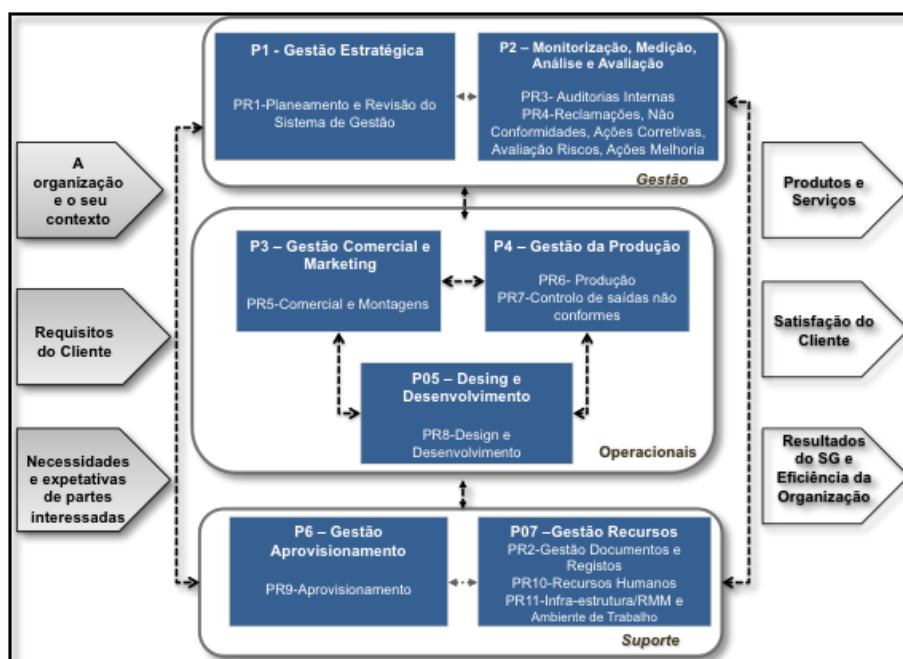 P1 - Gestão Estratégica
PR1-Planeamento e Revisão do
Sistema de Gestão
P2 – Monitorização, Medição,
Análise e Avaliação
PR3- Auditorias Internas
PR4-Reclamações, Não
Conformidades, Ações Corretivas,
Avaliação Riscos, Ações Melhoria
Gestão
A
organização
e o seu
contexto
Requisitos
do Cliente
Necessidades
e expetativas
de partes
interessadas
P3 – Gestão Comercial e
Marketing
PR5-Comercial e Montagens
P4 – Gestão da Produção
PR6- Produção
PR7-Controlo de saídas não
conformes
P05 – Desing e
Desenvolvimento
PR8-Design e
Desenvolvimento
Operacionais
Produtos e
Serviços
Satisfação do
Cliente
Resultados
do SG e
Eficiência da
Organização
P6 – Gestão
Aprovisionamento
PR9-Aprovisionamento
P07 –Gestão Recursos
PR2-Gestão Documentos e
Registos
PR10-Recursos Humanos
PR11-Infra-estrutura/RMM e
Ambiente de Trabalho
Suporte